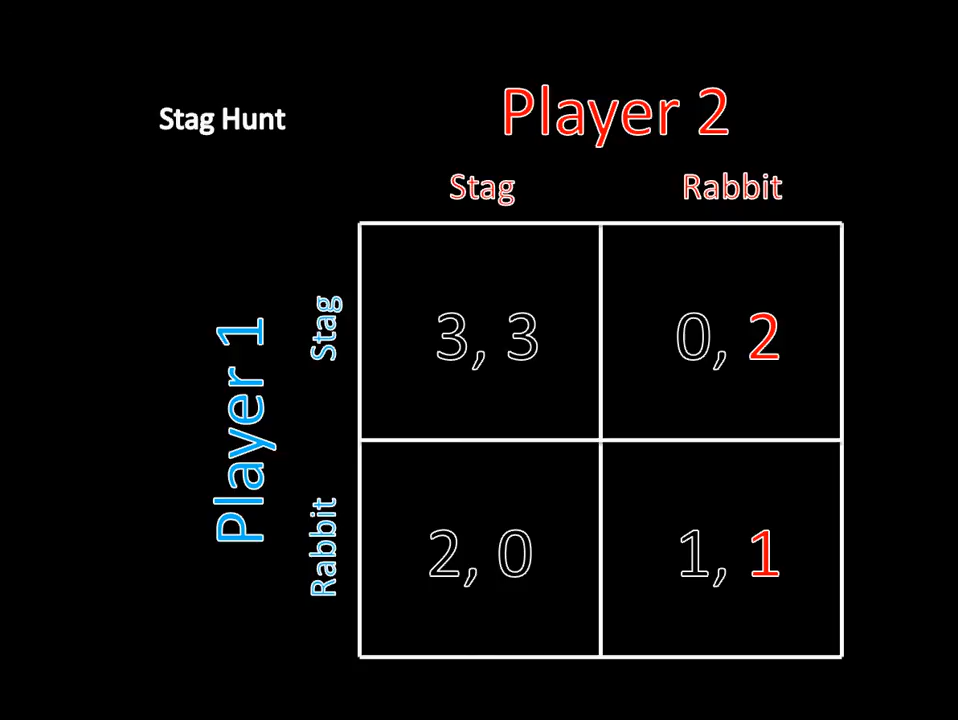 Stag Hunt
Player 2
Stag Rabbit
Player 1
Stag
3, 3 0, 2
Rabbit
2, 0 1, 1